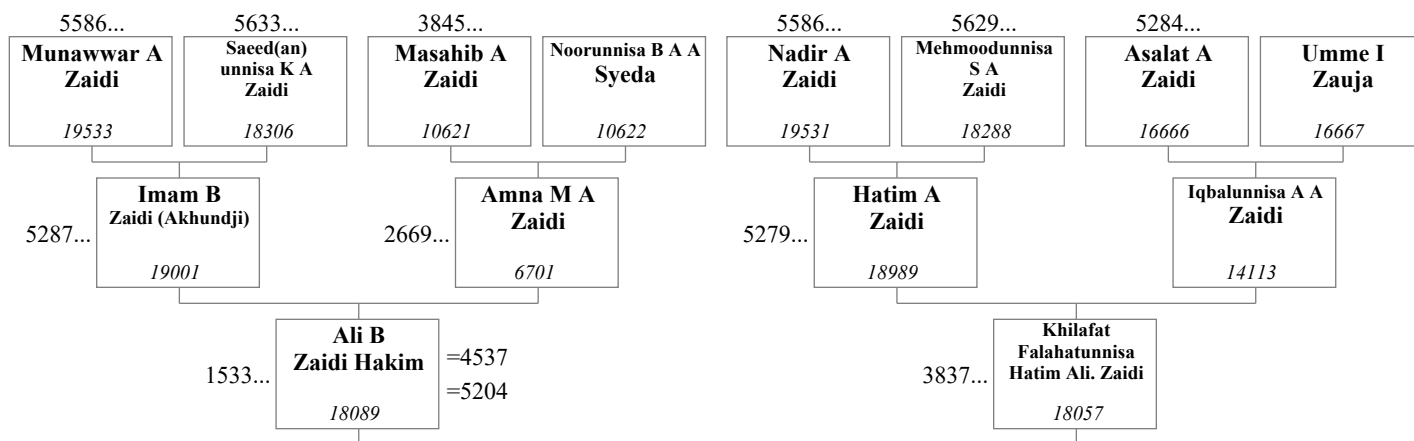 5586... 5633... 3845... 5586... 5629... 5284...
Munawwar A
Zaidi
19533
Saeed(an)
unnisa K A
Zaidi
18306
Masahib A
Zaidi
10621
Noorunnisa B A A
Syeda
10622
Nadir A
Zaidi
19531
Mehmoodunnisa
S A
Zaidi
18288
Asalat A
Zaidi
16666
Umme I
Zauja
16667
5287...
Imam B
Zaidi (Akhundji)
19001
2669...
Amna M A
Zaidi
6701
5279...
Hatim A
Zaidi
18989
Iqbalunnisa A A
Zaidi
14113
1533...
Ali B
Zaidi Hakim
18089
=4537
=5204
3837...
Khilafat
Falahatunnisa
Hatim Ali. Zaidi
18057